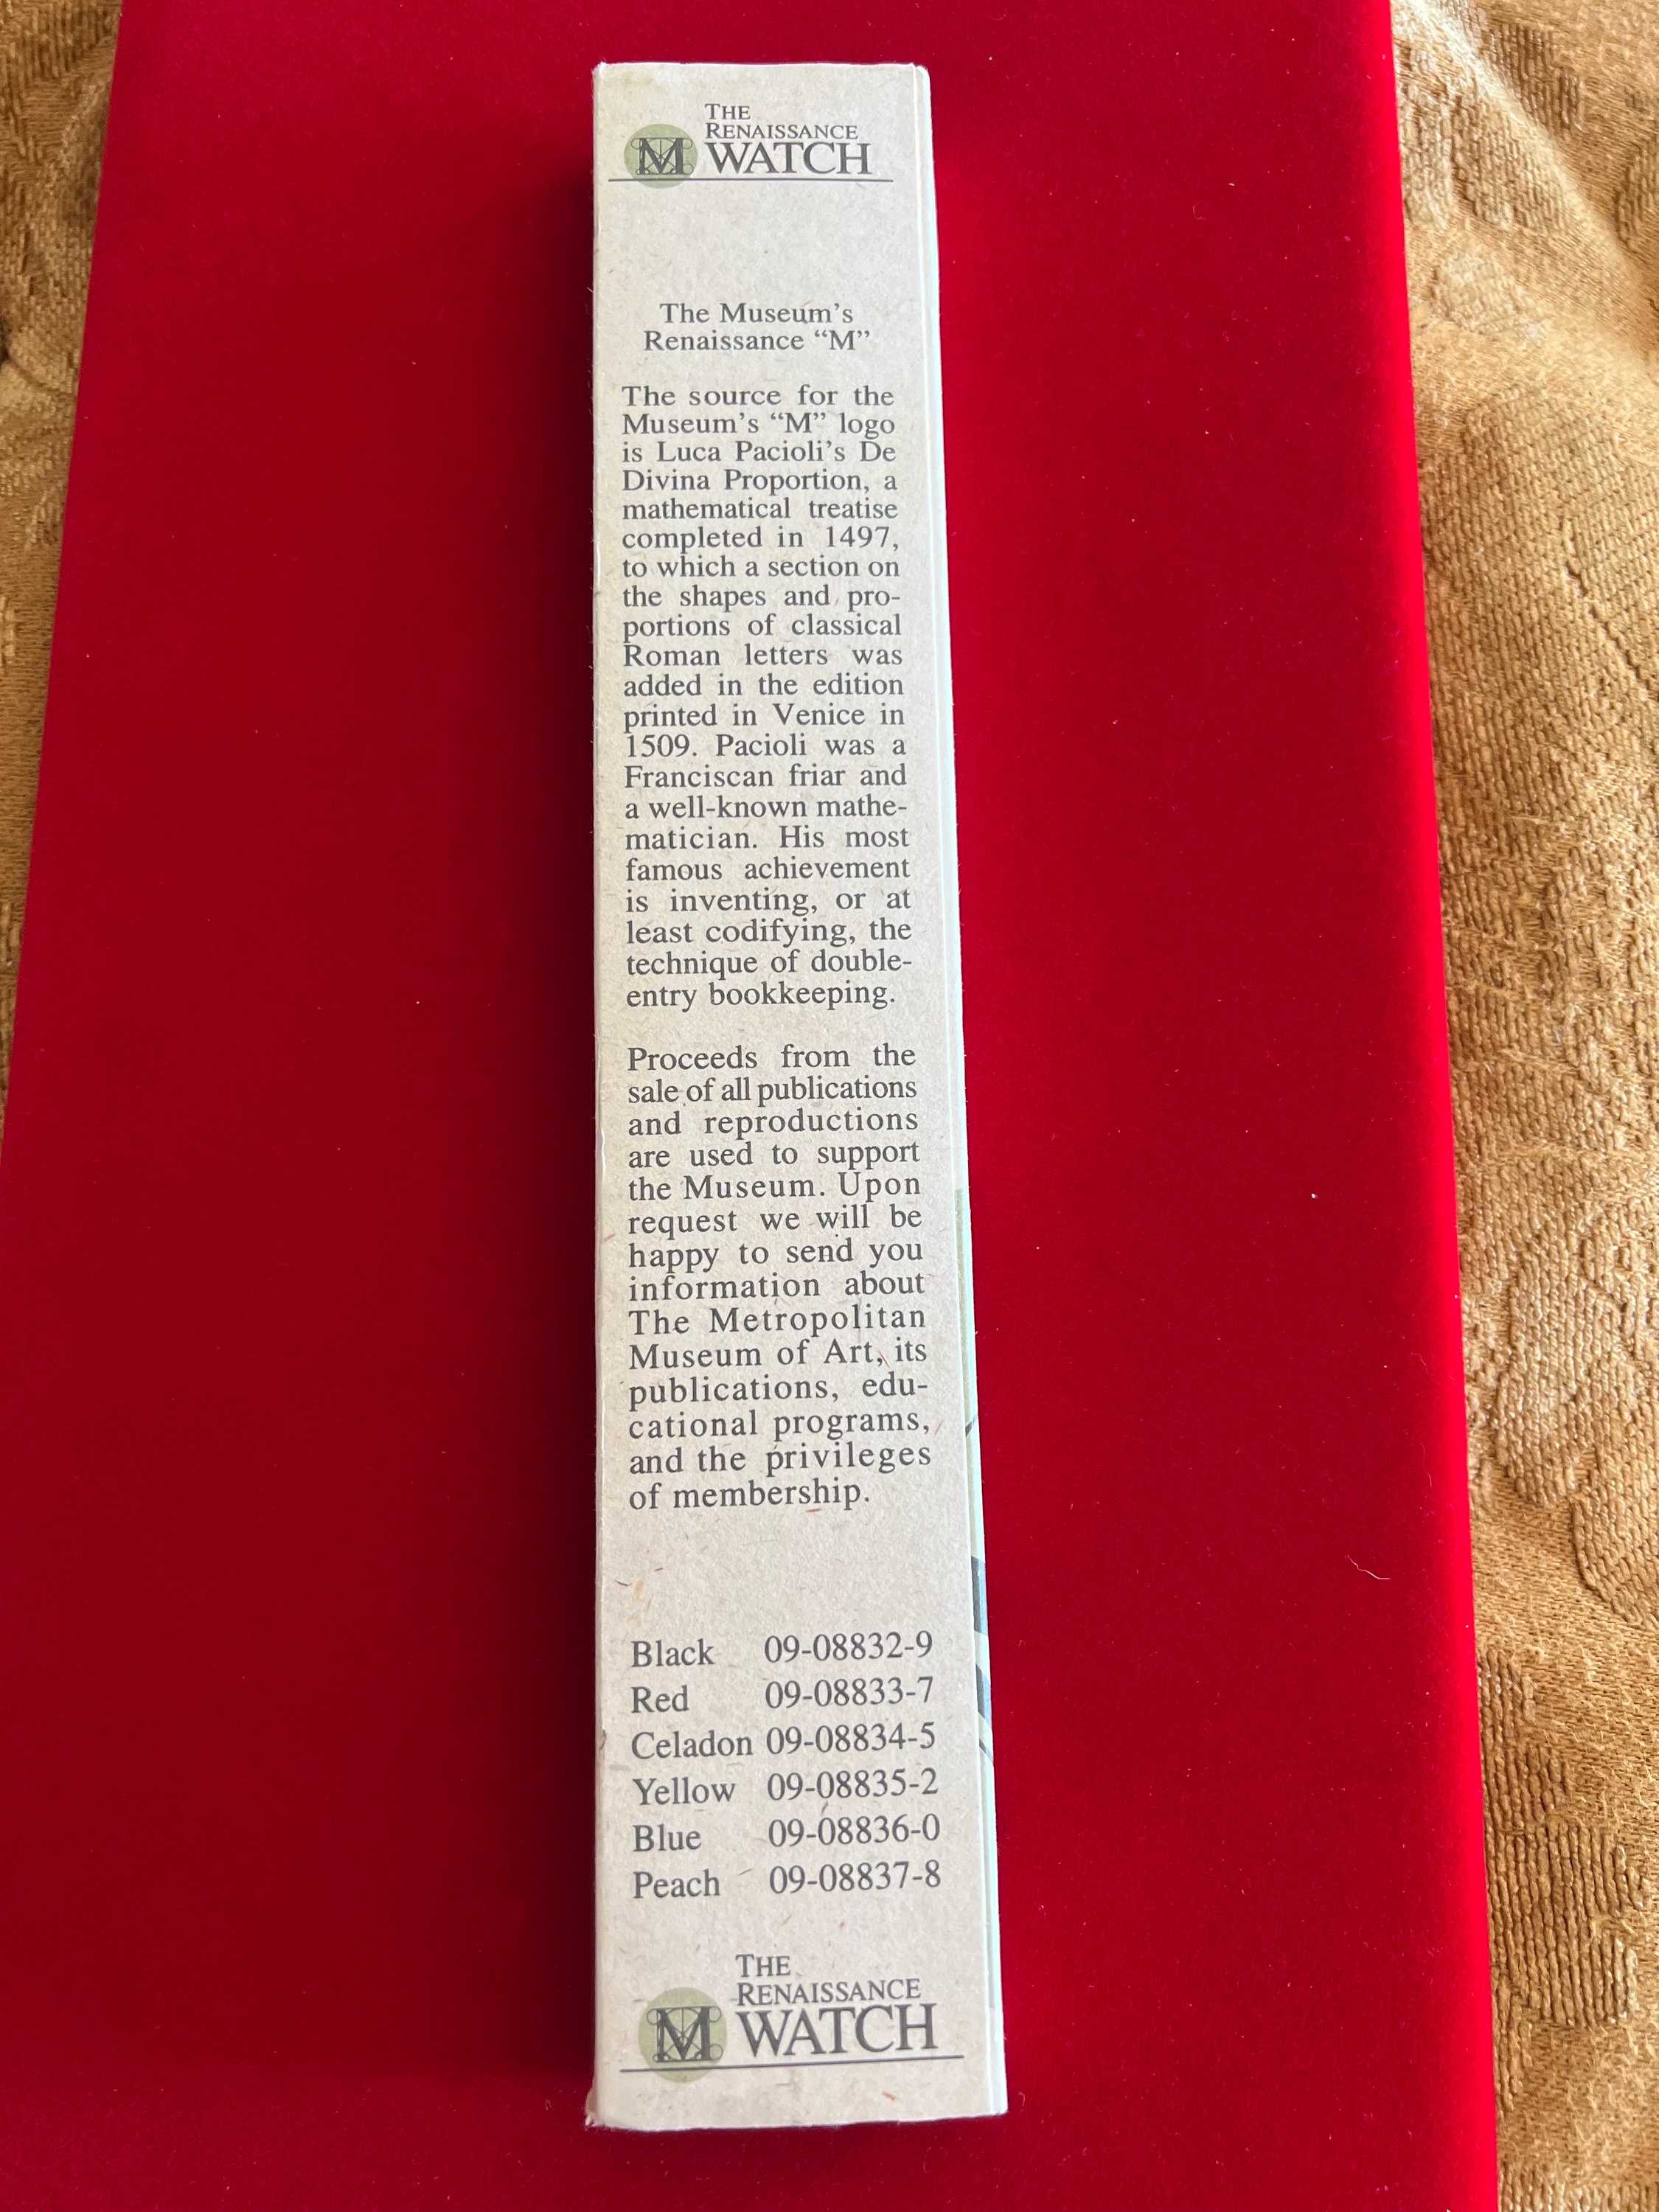 THE
RENAISSANCE
M WATCH
The Museum's
Renaissance “M”
The source for the
Museum's “M” logo
is Luca Pacioli's De
Divina Proportion, a
mathematical treatise
completed in 1497,
to which a section on
the shapes and pro-
portions of classical
Roman letters was
added in the edition
printed in Venice in
1509. Pacioli was a
Franciscan friar and
a well-known mathe-
matician. His most
famous achievement
is inventing, or at
least codifying, the
technique of double-
entry bookkeeping.
Proceeds from the
sale of all publications
and reproductions
are used to support
the Museum. Upon
request we will be
happy to send you
information about
The Metropolitan
Museum of Art, its
publications, edu-
cational programs,
and the privileges
of membership.
Black 09-08832-9
Red 09-08833-7
Celadon 09-08834-5
Yellow 09-08835-2
Blue 09-08836-0
Peach 09-08837-8
THE
RENAISSANCE
M WATCH